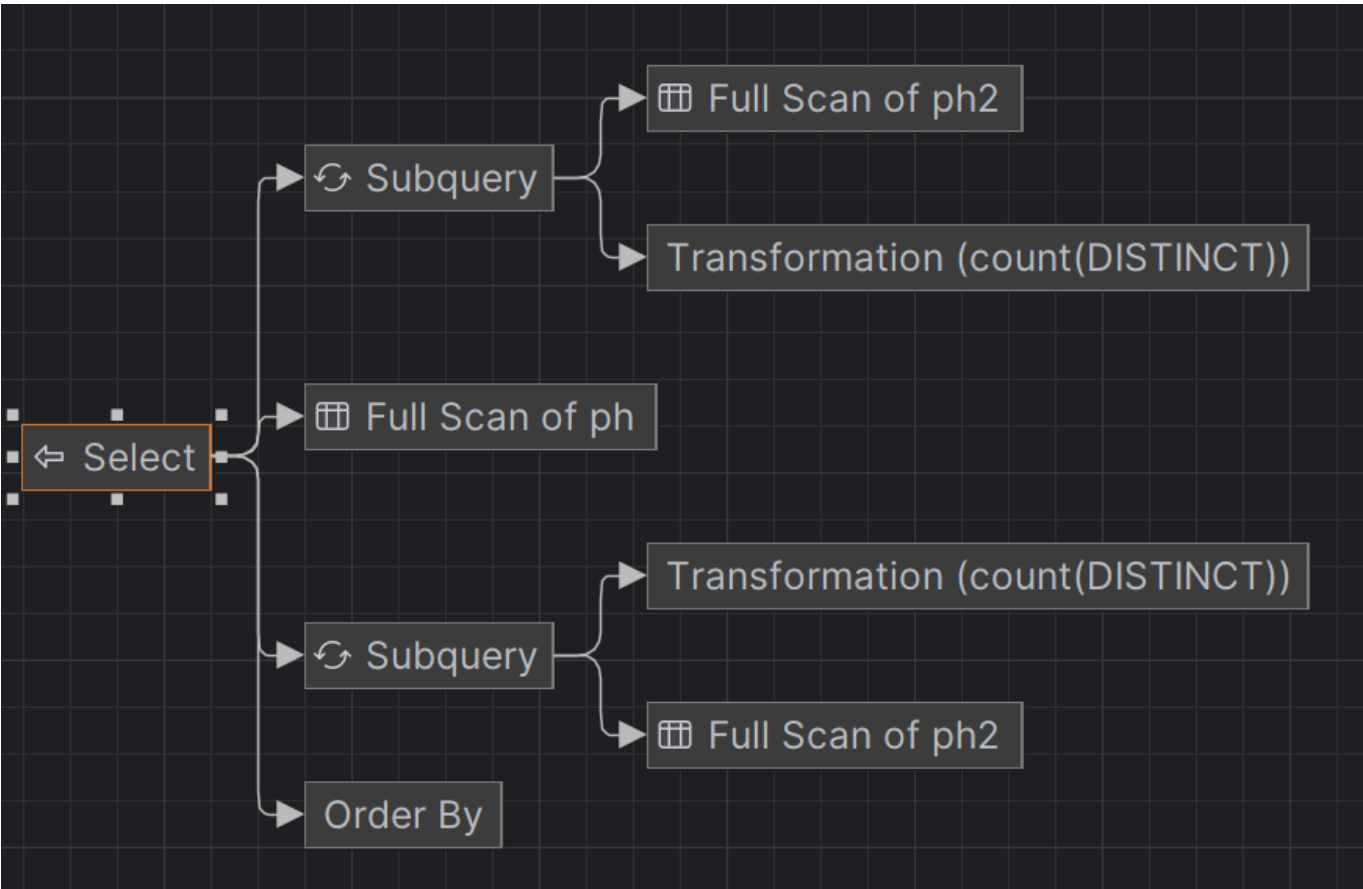 Full Scan of ph2
Subquery
Transformation (count(DISTINCT))
Full Scan of ph
Select
Transformation (count(DISTINCT))
Subquery
Full Scan of ph2
Order By